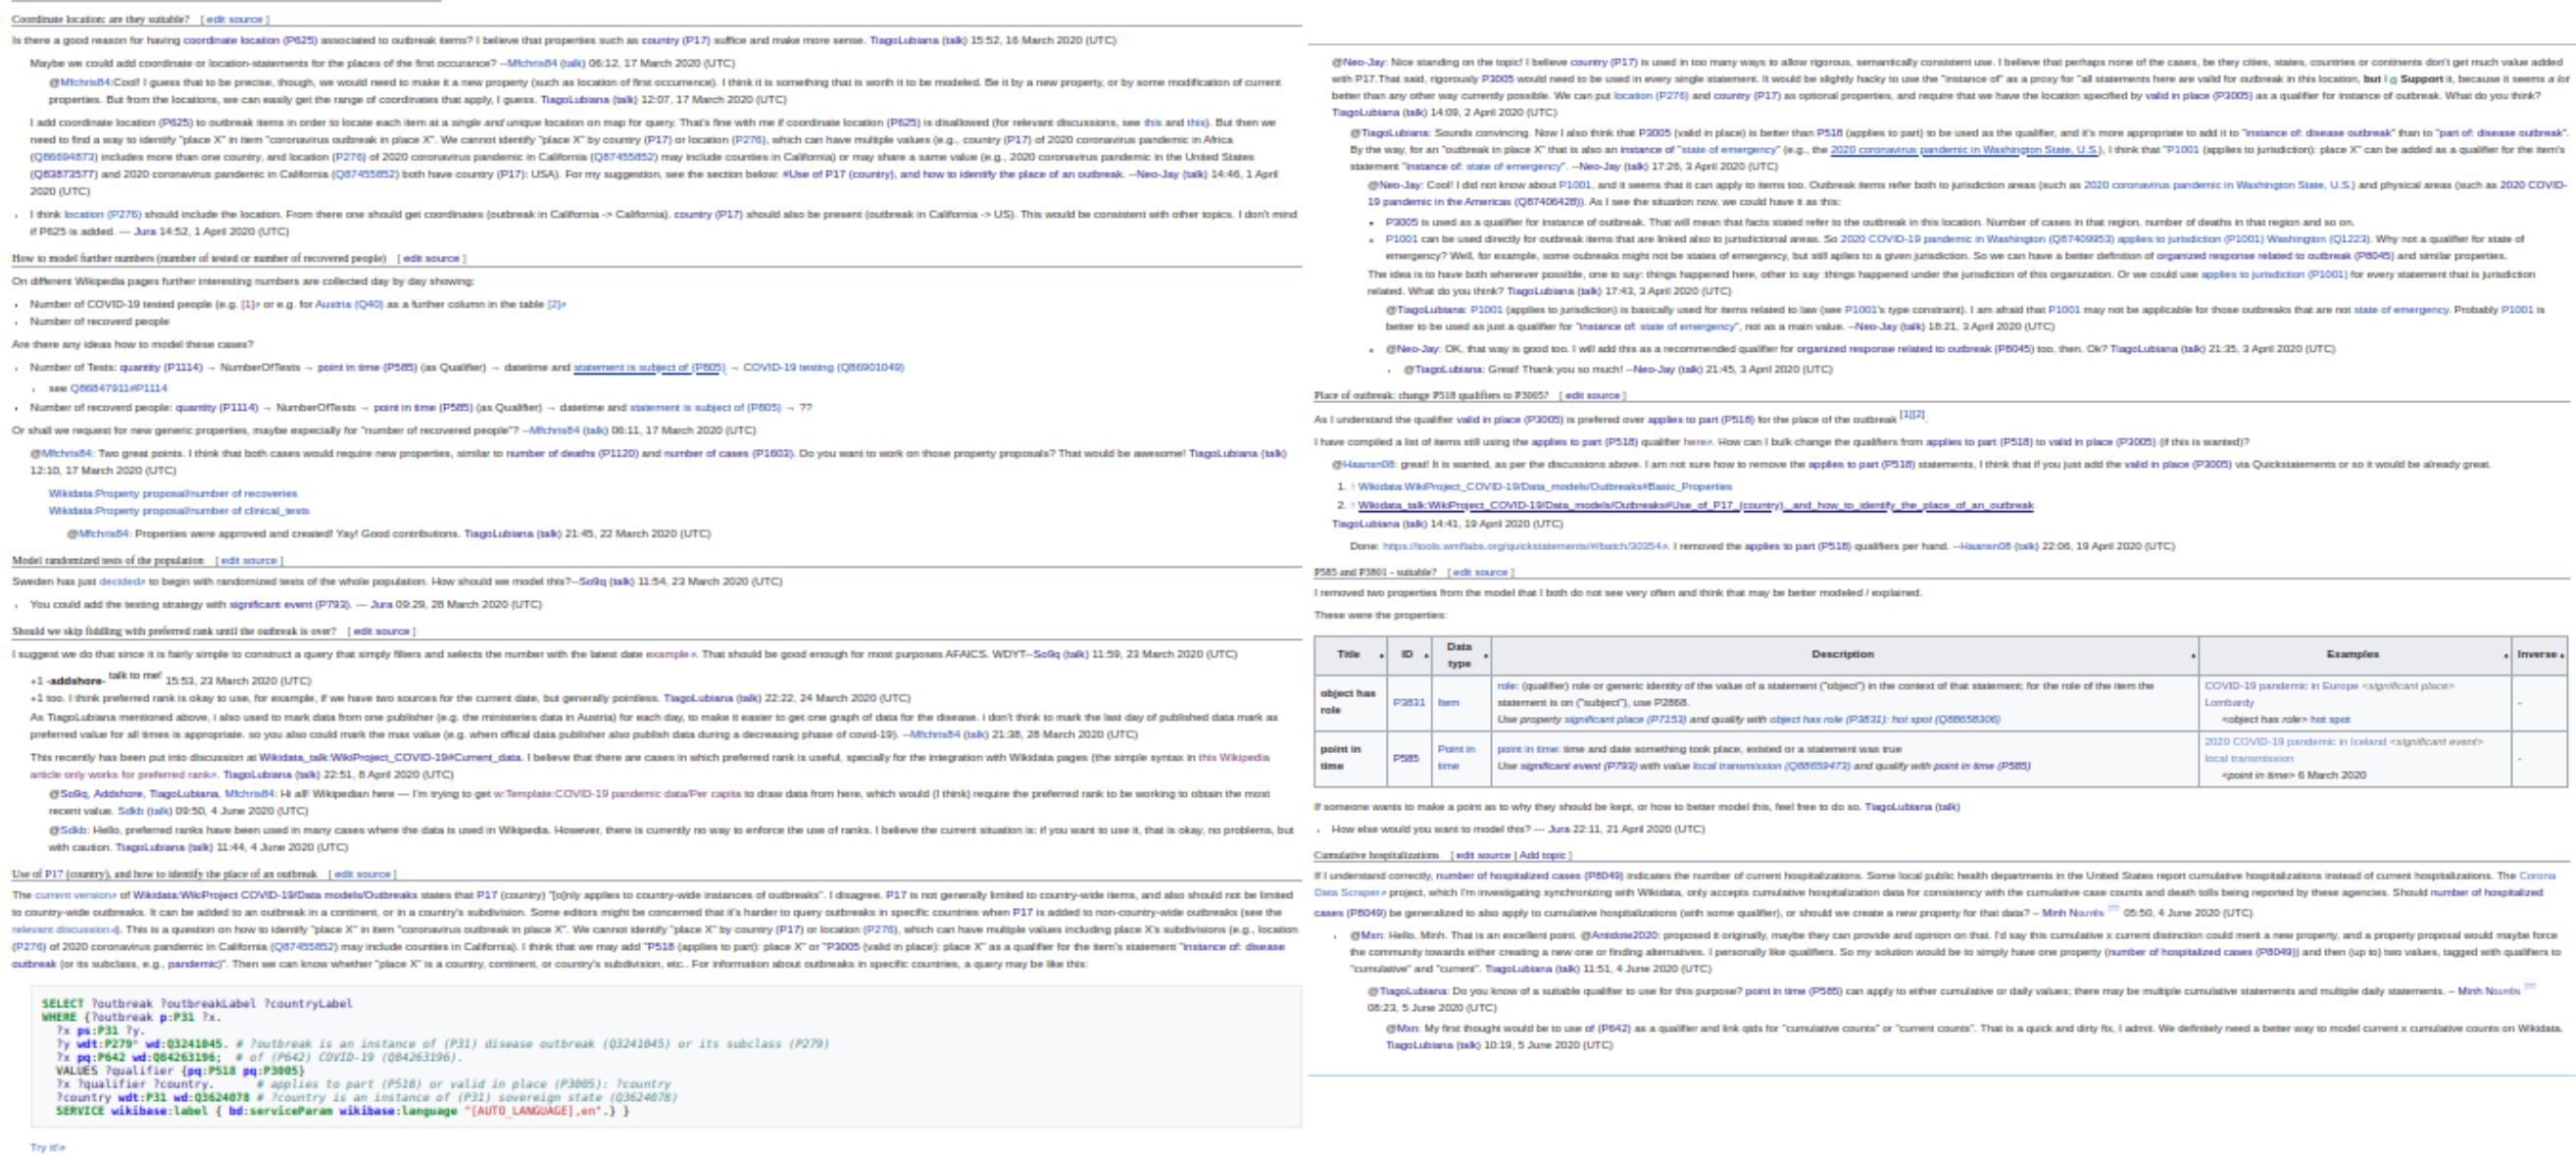 Coordinate location: are they suitable? [ edit source ]
Is there a good reason for having coordinate location (P625) associated to outbreak items? I believe that properties such as country (P17) suffice and make more sense. TiagoLubiana (talk) 15:52, 16 March 2020 (UTC)
Maybe we could add coordinate or location-statements for the places of the first occurance? --Mfchris84 (talk) 06:12, 17 March 2020 (UTC)
@Mfchris84:Cool! I guess that to be precise, though, we would need to make it a new property (such as location of first occurrence). I think it is something that is worth it to be modeled. Be it by a new property, or by some modification of current
properties. But from the locations, we can easily get the range of coordinates that apply, I guess. TiagoLubiana (talk) 12:07, 17 March 2020 (UTC)
I add coordinate location (P625) to outbreak items in order to locate each item at a single and unique location on map for query. That's fine with me if coordinate location (P625) is disallowed (for relevant discussions, see this and this). But then we
need to find a way to identify "place X" in item "coronavirus outbreak in place X". We cannot identify "place X" by country (P17) or location (P276), which can have multiple values (e.g., country (P17) of 2020 coronavirus pandemic in Africa
(Q86694873) includes more than one country, and location (P276) of 2020 coronavirus pandemic in California (Q87455852) may include counties in California) or may share a same value (e.g., 2020 coronavirus pandemic in the United States
(Q83873577) and 2020 coronavirus pandemic in California (Q87455852) both have country (P17): USA). For my suggestion, see the section below: #Use of P17 (country), and how to identify the place of an outbreak. --Neo-Jay (talk) 14:46, 1 April
2020 (UTC)
I think location (P276) should include the location. From there one should get coordinates (outbreak in California -> California). country (P17) should also be present (outbreak in California -> US). This would be consistent with other topics. I don't mind
if P625 is added. --- Jura 14:52, 1 April 2020 (UTC)
How to model further numbers (number of tested or number of recovered people) [ edit source ]
On different Wikipedia pages further interesting numbers are collected day by day showing:
Number of COVID-19 tested people (e.g. [1] or e.g. for Austria (Q40) as a further column in the table [2]
Number of recoverd people
Are there any ideas how to model these cases?
Number of Tests: quantity (P1114) → NumberOfTests → point in time (P585) (as Qualifier) → datetime and statement is subject of (P805) → COVID-19 testing (Q86901049)
see Q86847911#P1114
Number of recoverd people: quantity (P1114) → NumberOfTests → point in time (P585) (as Qualifier) → datetime and statement is subject of (P805) → ??
Or shall we request for new generic properties, maybe especially for "number of recovered people"? --Mfchris84 (talk) 06:11, 17 March 2020 (UTC)
@Mfchris84: Two great points. I think that both cases would require new properties, similar to number of deaths (P1120) and number of cases (P1603). Do you want to work on those property proposals? That would be awesome! TiagoLubiana (talk)
12:10, 17 March 2020 (UTC)
Wikidata:Property proposal/number of recoveries
Wikidata:Property proposal/number of clinical_tests
@Mfchris84: Properties were approved and created! Yay! Good contributions. TiagoLubiana (talk) 21:45, 22 March 2020 (UTC)
Model randomized tests of the population [ edit source ]
Sweden has just decided to begin with randomized tests of the whole population. How should we model this?--So9q (talk) 11:54, 23 March 2020 (UTC)
You could add the testing strategy with significant event (P793). --- Jura 09:29, 28 March 2020 (UTC)
Should we skip fiddling with preferred rank until the outbreak is over? [ edit source ]
I suggest we do that since it is fairly simple to construct a query that simply filters and selects the number with the latest date example. That should be good enough for most purposes AFAICS. WDYT--So9q (talk) 11:59, 23 March 2020 (UTC)
+1 -addshore- talk to me! 15:53, 23 March 2020 (UTC)
+1 too. I think preferred rank is okay to use, for example, if we have two sources for the current date, but generally pointless. TiagoLubiana (talk) 22:22, 24 March 2020 (UTC)
As TiagoLubiana mentioned above, i also used to mark data from one publisher (e.g. the ministeries data in Austria) for each day, to make it easier to get one graph of data for the disease. i don't think to mark the last day of published data mark as
preferred value for all times is appropriate. so you also could mark the max value (e.g. when offical data publisher also publish data during a decreasing phase of covid-19). --Mfchris84 (talk) 21:38, 28 March 2020 (UTC)
This recently has been put into discussion at Wikidata_talk:WikiProject_COVID-19#Current_data. I believe that there are cases in which preferred rank is useful, specially for the integration with Wikidata pages (the simple syntax in this Wikipedia
article only works for preferred rank. TiagoLubiana (talk) 22:51, 8 April 2020 (UTC)
@So9q, Addshore, TiagoLubiana, Mfchris84: Hi all! Wikipedian here — I'm trying to get w:Template:COVID-19 pandemic data/Per capita to draw data from here, which would (I think) require the preferred rank to be working to obtain the most
recent value. Sdkb (talk) 09:50, 4 June 2020 (UTC)
@Sdkb: Hello, preferred ranks have been used in many cases where the data is used in Wikipedia. However, there is currently no way to enforce the use of ranks. I believe the current situation is: if you want to use it, that is okay, no problems, but
with caution. TiagoLubiana (talk) 11:44, 4 June 2020 (UTC)
Use of P17 (country), and how to identify the place of an outbreak [ edit source ]
The current version of Wikidata:WikiProject COVID-19/Data models/Outbreaks states that P17 (country) "[o]nly applies to country-wide instances of outbreaks". I disagree. P17 is not generally limited to country-wide items, and also should not be limited
to country-wide outbreaks. It can be added to an outbreak in a continent, or in a country's subdivision. Some editors might be concerned that it's harder to query outbreaks in specific countries when P17 is added to non-country-wide outbreaks (see the
relevant discussion). This is a question on how to identify "place X" in item "coronavirus outbreak in place X". We cannot identify "place X" by country (P17) or location (P276), which can have multiple values including place X's subdivisions (e.g., location
(P276) of 2020 coronavirus pandemic in California (Q87455852) may include counties in California). I think that we may add "P518 (applies to part): place X" or "P3005 (valid in place): place X" as a qualifier for the item's statement "instance of: disease
outbreak (or its subclass, e.g., pandemic)". Then we can know whether "place X" is a country, continent, or country's subdivision, etc.. For information about outbreaks in specific countries, a query may be like this:
SELECT ?outbreak ?outbreakLabel ?countryLabel
WHERE {?outbreak p:P31 ?x.
?x ps:P31 ?y.
?y wdt:P279* wd:Q3241045. # ?outbreak is an instance of (P31) disease outbreak (Q3241045) or its subclass (P279)
?x pq:P642 wd:Q84263196; # of (P642) COVID-19 (Q84263196).
VALUES ?qualifier {pq:P518 pq:P3005}
?x ?qualifier ?country. # applies to part (P518) or valid in place (P3005): ?country
?country wdt:P31 wd:Q3624078 # ?country is an instance of (P31) sovereign state (Q3624078)
SERVICE wikibase:label { bd:serviceParam wikibase:language "[AUTO_LANGUAGE],en".} }
Try it!
@Neo-Jay: Nice standing on the topic! I believe country (P17) is used in too many ways to allow rigorous, semantically consistent use. I believe that perhaps none of the cases, be they cities, states, countries or continents don't get much value added
with P17.That said, rigorously P3005 would need to be used in every single statement. It would be slightly hacky to use the "instance of" as a proxy for "all statements here are valid for outbreak in this location, but I Support it, because it seems a lot
better than any other way currently possible. We can put location (P276) and country (P17) as optional properties, and require that we have the location specified by valid in place (P3005) as a qualifier for instance of outbreak. What do you think?
TiagoLubiana (talk) 14:09, 2 April 2020 (UTC)
@TiagoLubiana: Sounds convincing. Now I also think that P3005 (valid in place) is better than P518 (applies to part) to be used as the qualifier, and it's more appropriate to add it to "instance of: disease outbreak" than to "part of: disease outbreak".
By the way, for an "outbreak in place X" that is also an instance of "state of emergency" (e.g., the 2020 coronavirus pandemic in Washington State, U.S.), I think that "P1001 (applies to jurisdiction): place X" can be added as a qualifier for the item's
statement "instance of: state of emergency". --Neo-Jay (talk) 17:26, 3 April 2020 (UTC)
@Neo-Jay: Cool! I did not know about P1001, and it seems that it can apply to items too. Outbreak items refer both to jurisdiction areas (such as 2020 coronavirus pandemic in Washington State, U.S.) and physical areas (such as 2020 COVID-
19 pandemic in the Americas (Q87406428)). As I see the situation now, we could have it as this:
P3005 is used as a qualifier for instance of outbreak. That will mean that facts stated refer to the outbreak in this location. Number of cases in that region, number of deaths in that region and so on.
P1001 can be used directly for outbreak items that are linked also to jurisdictional areas. So 2020 COVID-19 pandemic in Washington (Q87409953) applies to jurisdiction (P1001) Washington (Q1223). Why not a qualifier for state of
emergency? Well, for example, some outbreaks might not be states of emergency, but still aplies to a given jurisdiction. So we can have a better definition of organized response related to outbreak (P8045) and similar properties.
The idea is to have both whenever possible, one to say: things happened here, other to say :things happened under the jurisdiction of this organization. Or we could use applies to jurisdiction (P1001) for every statement that is jurisdiction
related. What do you think? TiagoLubiana (talk) 17:43, 3 April 2020 (UTC)
@TiagoLubiana: P1001 (applies to jurisdiction) is basically used for items related to law (see P1001's type constraint). I am afraid that P1001 may not be applicable for those outbreaks that are not state of emergency. Probably P1001 is
better to be used as just a qualifier for "instance of: state of emergency", not as a main value. --Neo-Jay (talk) 18:21, 3 April 2020 (UTC)
@Neo-Jay: OK, that way is good too. I will add this as a recommended qualifier for organized response related to outbreak (P8045) too, then. Ok? TiagoLubiana (talk) 21:35, 3 April 2020 (UTC)
@TiagoLubiana: Great! Thank you so much! --Neo-Jay (talk) 21:45, 3 April 2020 (UTC)
Place of outbreak: change P518 qualifiers to P3005? [ edit source ]
As I understand the qualifier valid in place (P3005) is prefered over applies to part (P518) for the place of the outbreak [1][2].
I have compiled a list of items still using the applies to part (P518) qualifier here. How can I bulk change the qualifiers from applies to part (P518) to valid in place (P3005) (if this is wanted)?
@Haansn08: great! It is wanted, as per the discussions above. I am not sure how to remove the applies to part (P518) statements, I think that if you just add the valid in place (P3005) via Quickstatements or so it would be already great.
1. ↑ Wikidata:WikiProject_COVID-19/Data_models/Outbreaks#Basic_Properties
2. ↑ Wikidata_talk:WikiProject_COVID-19/Data_models/Outbreaks#Use_of_P17_(country),_and_how_to_identify_the_place_of_an_outbreak
TiagoLubiana (talk) 14:41, 19 April 2020 (UTC)
Done: https://tools.wmflabs.org/quickstatements/#/batch/30354. I removed the applies to part (P518) qualifiers per hand. --Haansn08 (talk) 22:06, 19 April 2020 (UTC)
P585 and P3801 - suitable? [ edit source ]
I removed two properties from the model that I both do not see very often and think that may be better modeled / explained.
These were the properties:
Title ID Data type Description Examples Inverse
object has role P3831 Item role: (qualifier) role or generic identity of the value of a statement ("object") in the context of that statement; for the role of the item the
statement is on ("subject"), use P2868.
Use property significant place (P7153) and qualify with object has role (P3831): hot spot (Q88658306)
COVID-19 pandemic in Europe <significant place>
Lombardy
<object has role> hot spot
-
point in time P585 Point in time point in time: time and date something took place, existed or a statement was true
Use significant event (P793) with value local transmission (Q88659473) and qualify with point in time (P585)
2020 COVID-19 pandemic in Iceland <significant event>
local transmission
<point in time> 6 March 2020
-
If someone wants to make a point as to why they should be kept, or how to better model this, feel free to do so. TiagoLubiana (talk)
How else would you want to model this? --- Jura 22:11, 21 April 2020 (UTC)
Cumulative hospitalizations [ edit source | Add topic ]
If I understand correctly, number of hospitalized cases (P8049) indicates the number of current hospitalizations. Some local public health departments in the United States report cumulative hospitalizations instead of current hospitalizations. The Corona
Data Scraper project, which I'm investigating synchronizing with Wikidata, only accepts cumulative hospitalization data for consistency with the cumulative case counts and death tolls being reported by these agencies. Should number of hospitalized
cases (P8049) be generalized to also apply to cumulative hospitalizations (with some qualifier), or should we create a new property for that data? – Minh 05:50, 4 June 2020 (UTC)
@Mxn: Hello, Minh. That is an excellent point. @Antidote2020: proposed it originally, maybe they can provide and opinion on that. I'd say this cumulative x current distinction could merit a new property, and a property proposal would maybe force
the community towards either creating a new one or finding alternatives. I personally like qualifiers. So my solution would be to simply have one property (number of hospitalized cases (P8049)) and then (up to) two values, tagged with qualifiers to
"cumulative" and "current". TiagoLubiana (talk) 11:51, 4 June 2020 (UTC)
@TiagoLubiana: Do you know of a suitable qualifier to use for this purpose? point in time (P585) can apply to either cumulative or daily values; there may be multiple cumulative statements and multiple daily statements. – Minh
08:23, 5 June 2020 (UTC)
@Mxn: My first thought would be to use of (P642) as a qualifier and link qids for "cumulative counts" or "current counts". That is a quick and dirty fix, I admit. We definitely need a better way to model current x cumulative counts on Wikidata.
TiagoLubiana (talk) 10:19, 5 June 2020 (UTC)